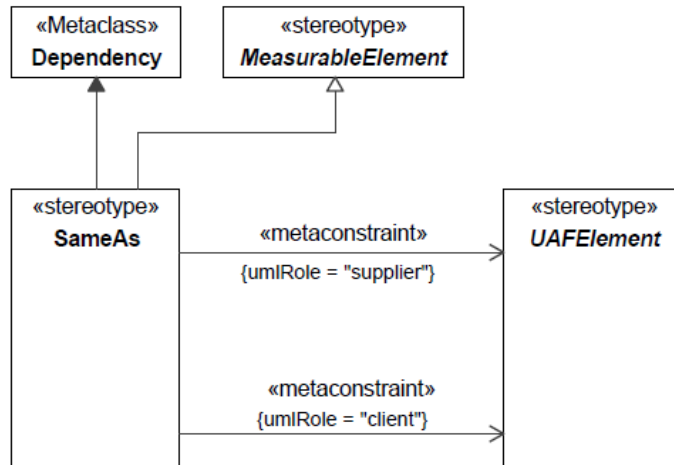 «Metaclass»
Dependency
«stereotype»
MeasurableElement
«stereotype»
SameAs
«metaconstraint»
{umlRole = "supplier"}
«stereotype»
UAFElement
«metaconstraint»
{umlRole = "client"}